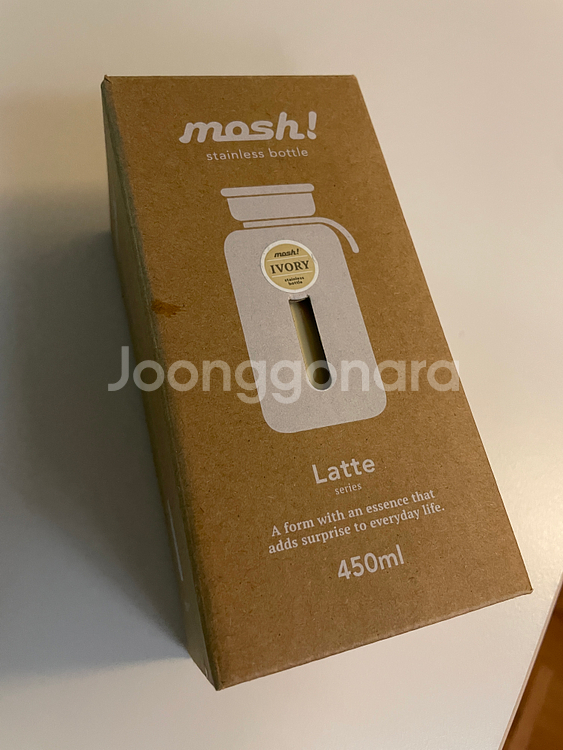 mosh!
stainless bottle
mosh!
IVORY
stainless
bottle
Joonggonara
Latte
series
A form with an essence that
adds surprise to everyday life.
450ml